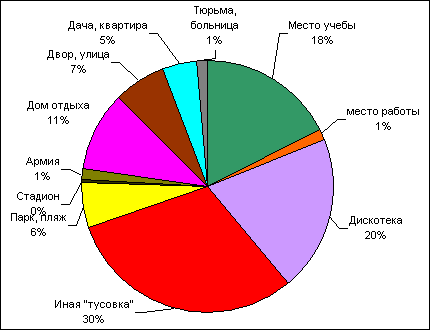 Тюрьма,
больница
1%
Место учебы
18%
место работы
1%
Дискотека
20%
Иная "тусовка"
30%
Парк, пляж
6%
Стадион
0%
Армия
1%
Дом отдыха
11%
Двор, улица
7%
Дача, квартира
5%